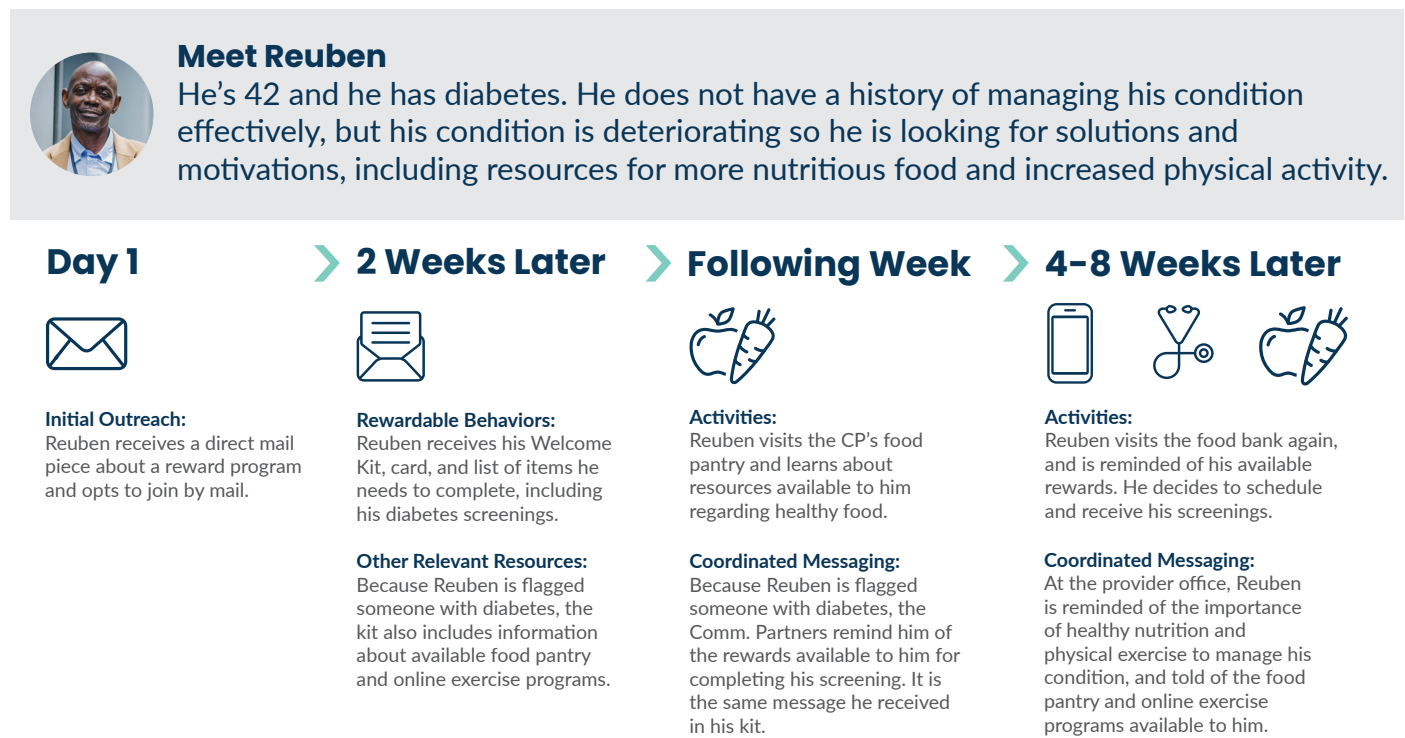 Meet Reuben
He's 42 and he has diabetes. He does not have a history of managing his condition
effectively, but his condition is deteriorating so he is looking for solutions and
motivations, including resources for more nutritious food and increased physical activity.
Day 1
2 Weeks Later
Following Week
4-8 Weeks Later
Initial Outreach:
Reuben receives a direct mail
piece about a reward program
and opts to join by mail.
Rewardable Behaviors:
Reuben receives his Welcome
Kit, card, and list of items he
needs to complete, including
his diabetes screenings.
Other Relevant Resources:
Because Reuben is flagged
someone with diabetes, the
kit also includes information
about available food pantry
and online exercise programs.
Activities:
Reuben visits the CP's food
pantry and learns about
resources available to him
regarding healthy food.
Coordinated Messaging:
Because Reuben is flagged
someone with diabetes, the
Comm. Partners remind him of
the rewards available to him for
completing his screening. It is
the same message he received
in his kit.
Activities:
Reuben visits the food bank again,
and is reminded of his available
rewards. He decides to schedule
and receive his screenings.
Coordinated Messaging:
At the provider office, Reuben
is reminded of the importance
of healthy nutrition and
physical exercise to manage his
condition, and told of the food
pantry and online exercise
programs available to him.